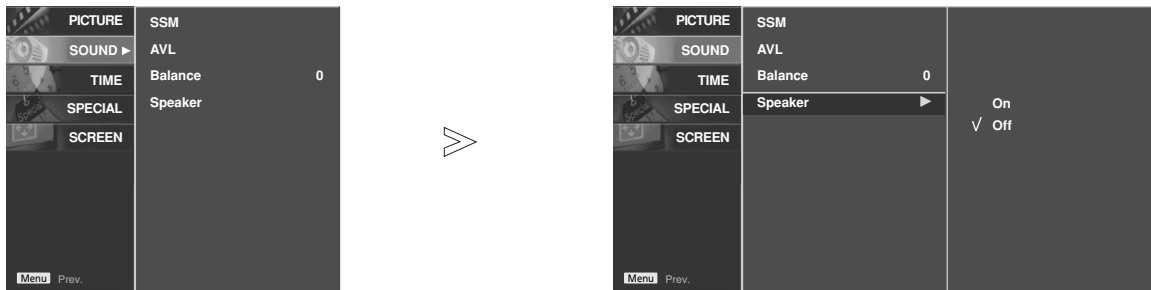 PICTURE
SOUND
TIME
SPECIAL
SCREEN
SSM
AVL
Balance 0
Speaker
Menu Prev.
PICTURE
SOUND
TIME
SPECIAL
SCREEN
SSM
AVL
Balance 0
Speaker
On
√ Off
Menu Prev.